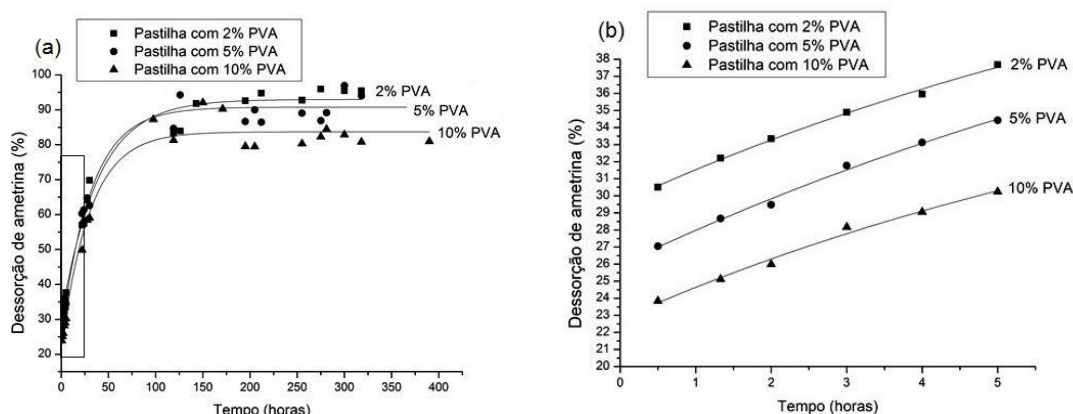 (a)
Pastilha com 2% PVA
Pastilha com 5% PVA
Pastilha com 10% PVA
Dessorção de ametrina (%)
100
90
80
70
60
50
40
30
20
2% PVA
5% PVA
10% PVA
0 50 100 150 200 250 300 350 400
Tempo (horas)
(b)
Pastilha com 2% PVA
Pastilha com 5% PVA
Pastilha com 10% PVA
Dessorção de ametrina (%)
38
37
36
35
34
33
32
31
30
29
28
27
26
25
24
23
22
21
20
2% PVA
5% PVA
10% PVA
0 1 2 3 4 5
Tempo (horas)